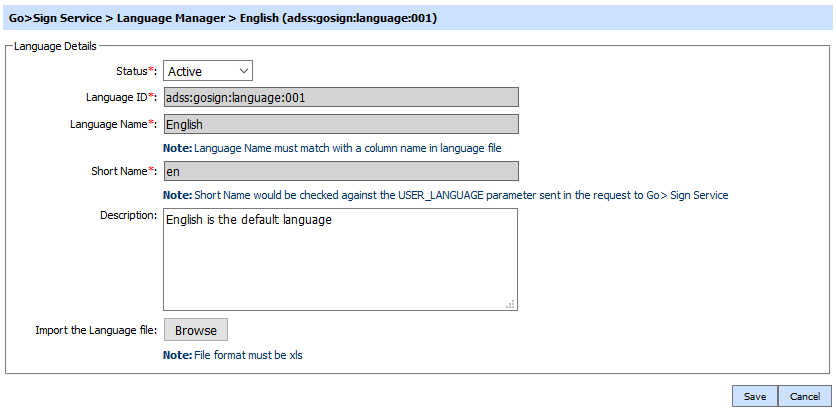 Go>Sign Service > Language Manager > English (adss:gosign:language:001)
Language Details
Status*: Active
Language ID*: adss:gosign:language:001
Language Name*: English
Note: Language Name must match with a column name in language file
Short Name*: en
Note: Short Name would be checked against the USER_LANGUAGE parameter sent in the request to Go> Sign Service
Description: English is the default language
Import the Language file: Browse
Note: File format must be xls
Save Cancel